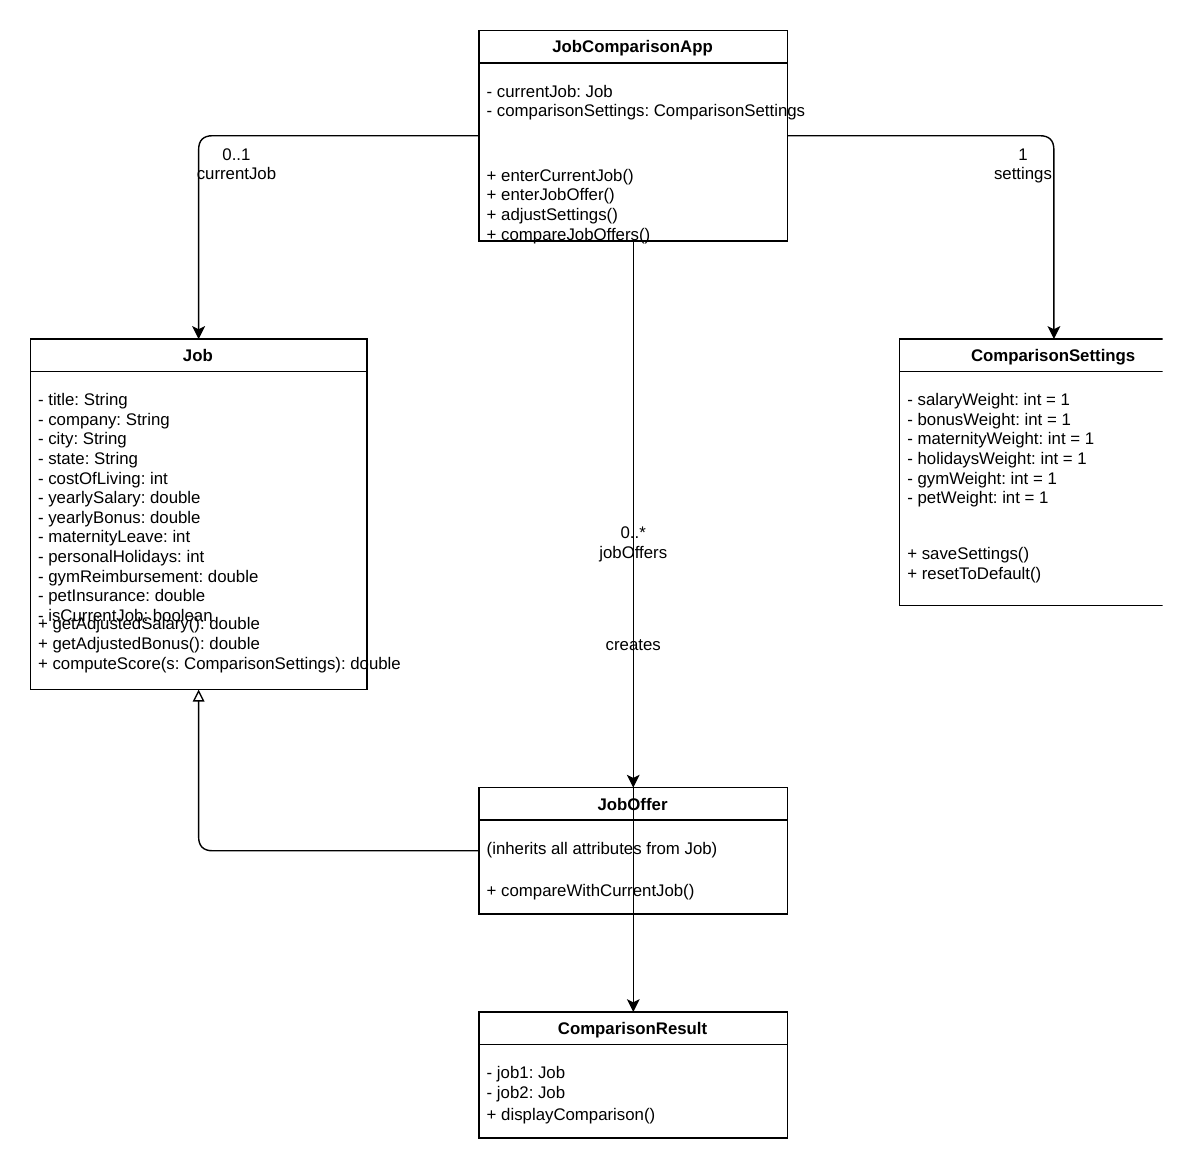 JobComparisonApp
- currentJob: Job
- comparisonSettings: ComparisonSettings
+ enterCurrentJob()
+ enterJobOffer()
+ adjustSettings()
+ compareJobOffers()
0..1
currentJob
1
settings
Job
- title: String
- company: String
- city: String
- state: String
- costOfLiving: int
- yearlySalary: double
- yearlyBonus: double
- maternityLeave: int
- personalHolidays: int
- gymReimbursement: double
- petInsurance: double
- isCurrentJob: boolean
+ getAdjustedSalary(): double
+ getAdjustedBonus(): double
+ computeScore(s: ComparisonSettings): double
ComparisonSettings
- salaryWeight: int = 1
- bonusWeight: int = 1
- maternityWeight: int = 1
- holidaysWeight: int = 1
- gymWeight: int = 1
- petWeight: int = 1
+ saveSettings()
+ resetToDefault()
0..*
jobOffers
creates
JobOffer
(inherits all attributes from Job)
+ compareWithCurrentJob()
ComparisonResult
- job1: Job
- job2: Job
+ displayComparison()